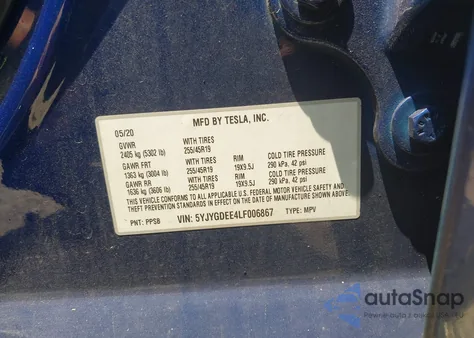 MFD BY TESLA, INC.
05/20
GVWR WITH TIRES
2405 kg (5302 lb) 255/45R19
GAWR FRT WITH TIRES RIM COLD TIRE PRESSURE
1363 kg (3004 lb) 255/45R19 19X9.5J 290 kPa, 42 psi
GAWR RR WITH TIRES RIM COLD TIRE PRESSURE
1636 kg (3606 lb) 255/45R19 19X9.5J 290 kPa, 42 psi
THIS VEHICLE CONFORMS TO ALL APPLICABLE U.S. FEDERAL MOTOR VEHICLE SAFETY AND
THEFT PREVENTION STANDARDS IN EFFECT ON THE DATE OF MANUFACTURE SHOWN ABOVE.
PNT: PPSB VIN: 5YJYGDEE4LF006867 TYPE: MPV
autoSnap